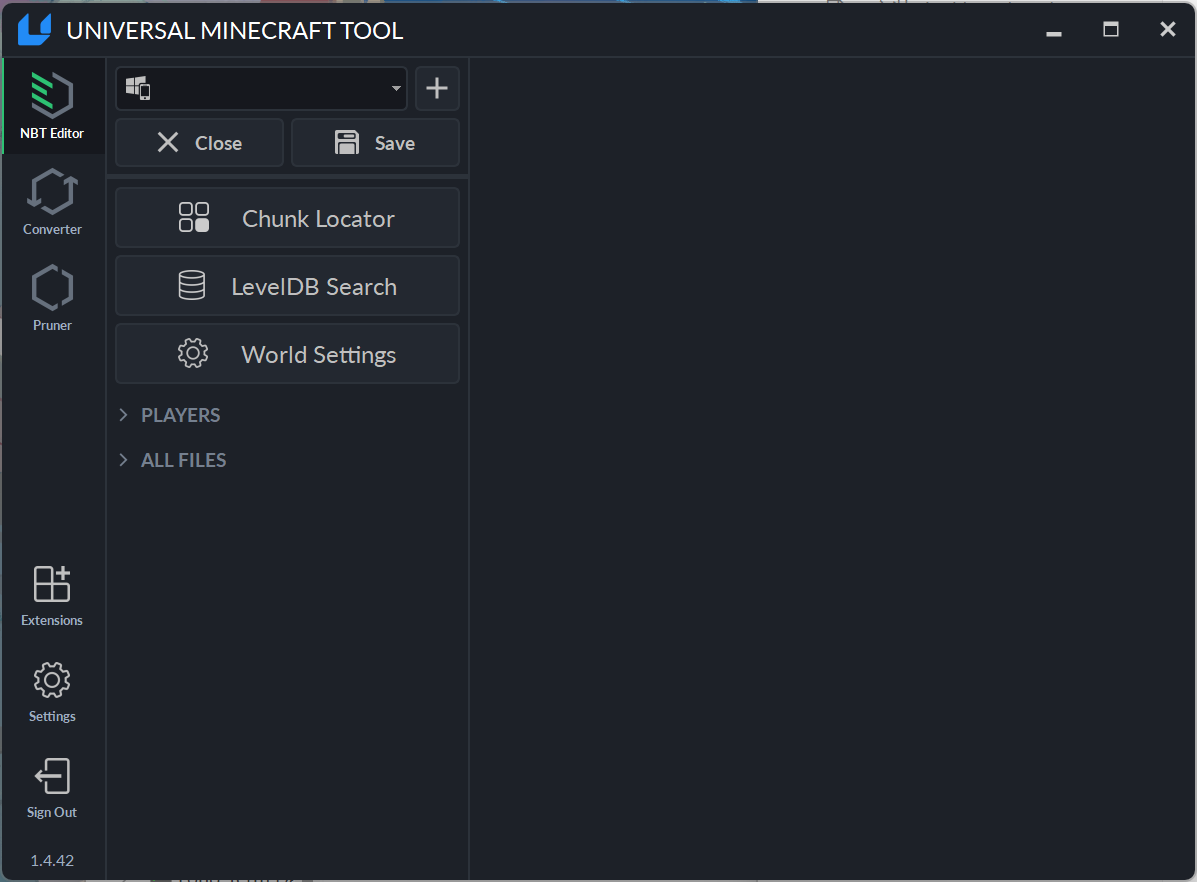 UNIVERSAL MINECRAFT TOOL
NBT Editor
Converter
Pruner
Extensions
Settings
Sign Out
1.4.42
Close
Save
Chunk Locator
LevelDB Search
World Settings
PLAYERS
ALL FILES